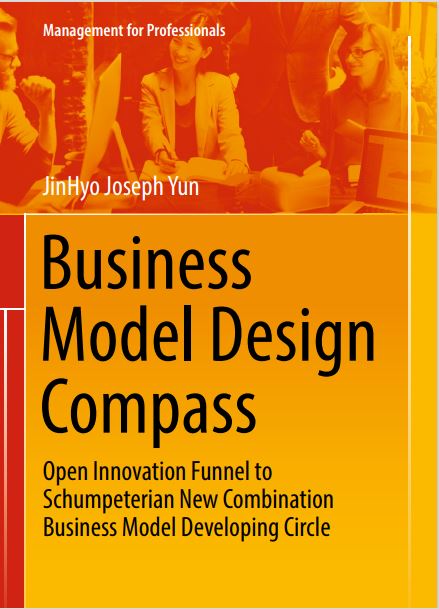 Management for Professionals
JinHyo Joseph Yun
Business
Model Design
Compass
Open Innovation Funnel to
Schumpeterian New Combination
Business Model Developing Circle